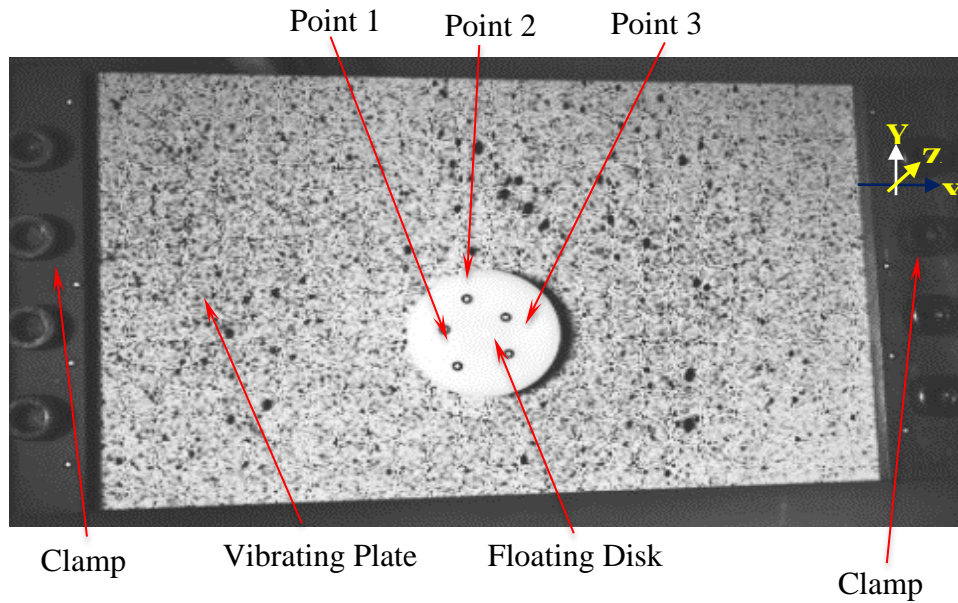 Point 1
Point 2
Point 3
Y
Z
Clamp
Vibrating Plate
Floating Disk
Clamp